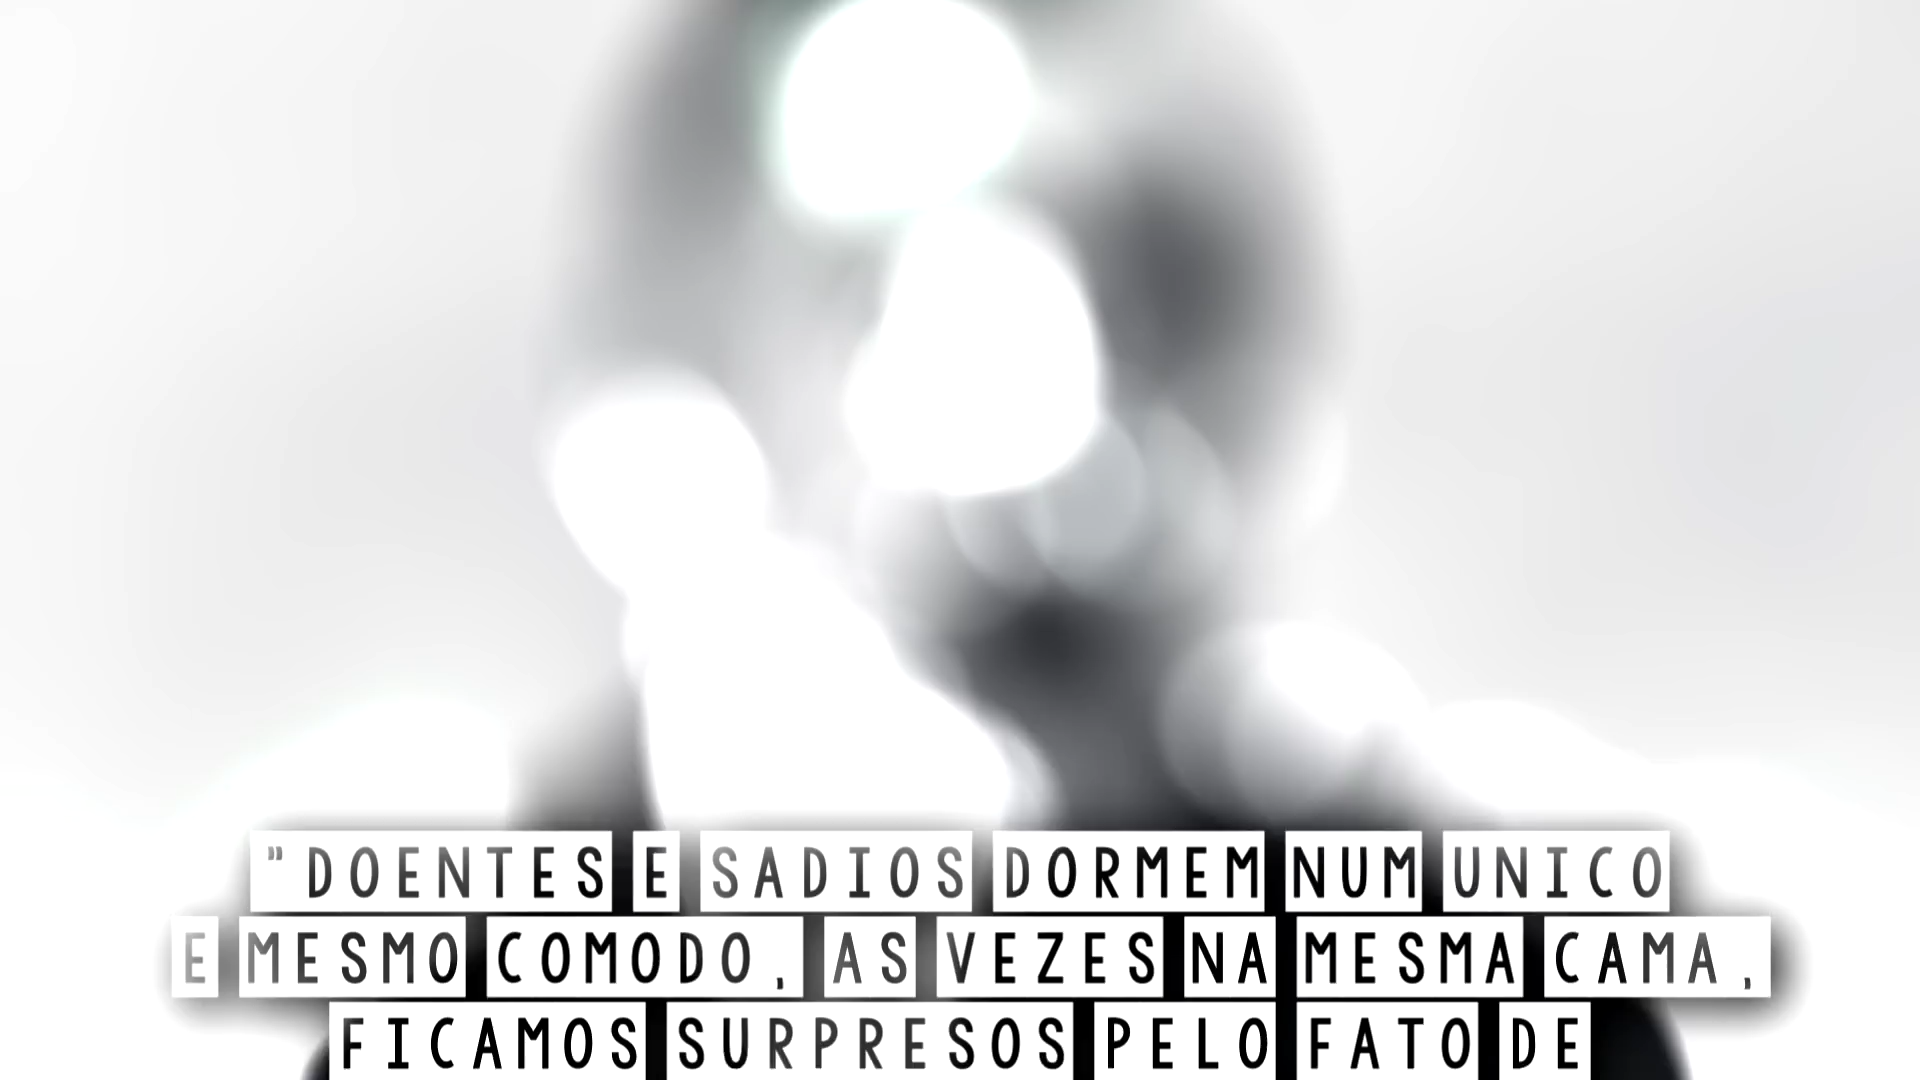 "DOENTES E SADIOS DORMEM NUM UNICO
E MESMO COMODO, AS VEZES NA MESMA CAMA,
FICAMOS SURPRESOS PELO FATO DE